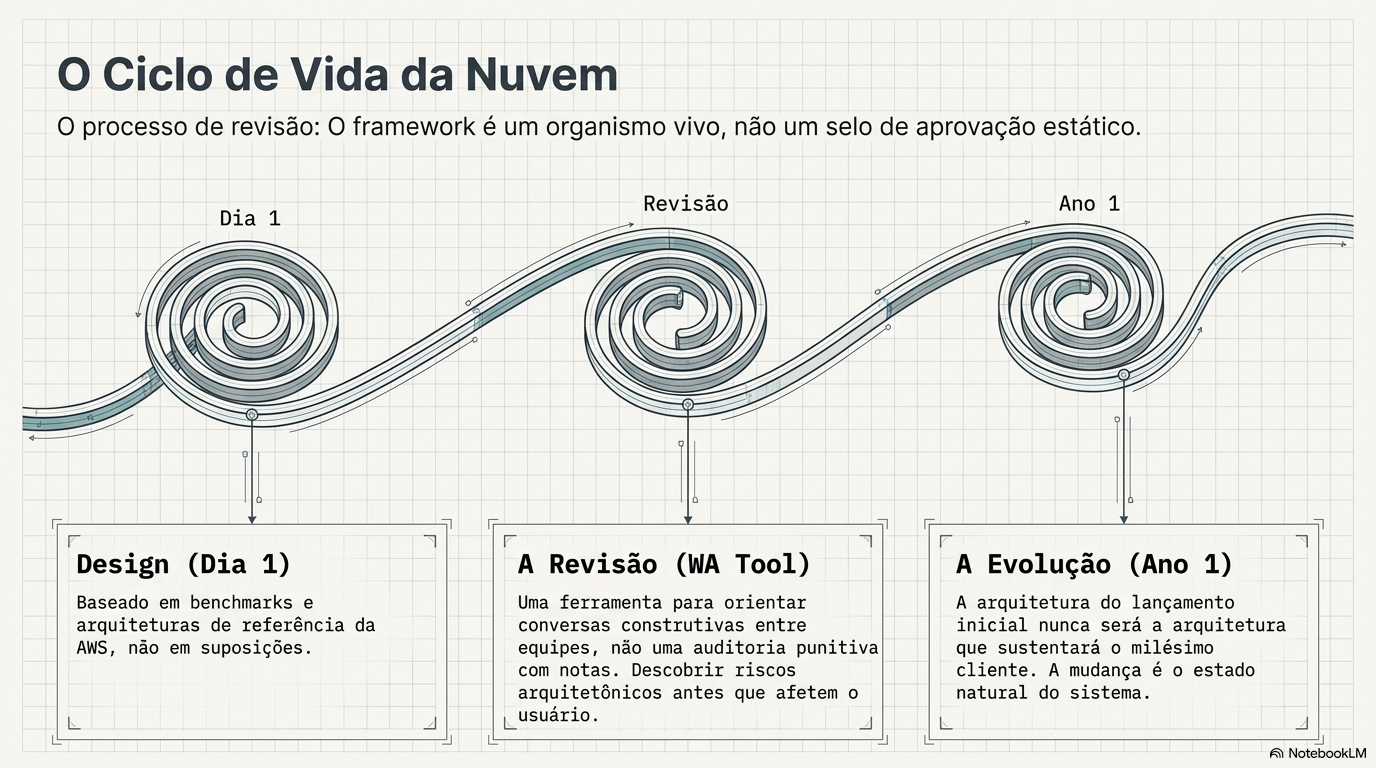 O Ciclo de Vida da Nuvem
O processo de revisão: O framework é um organismo vivo, não um selo de aprovação estático.
Dia 1
Revisão
Ano 1
Design (Dia 1)
Baseado em benchmarks e
arquiteturas de referência da
AWS, não em suposições.
A Revisão (WA Tool)
Uma ferramenta para orientar
conversas construtivas entre
equipes, não uma auditoria punitiva
com notas. Descobrir riscos
arquitetônicos antes que afetem o
usuário.
A Evolução (Ano 1)
A arquitetura do lançamento
inicial nunca será a arquitetura
que sustentará o milésimo
cliente. A mudança é o estado
natural do sistema.
NotebookLM